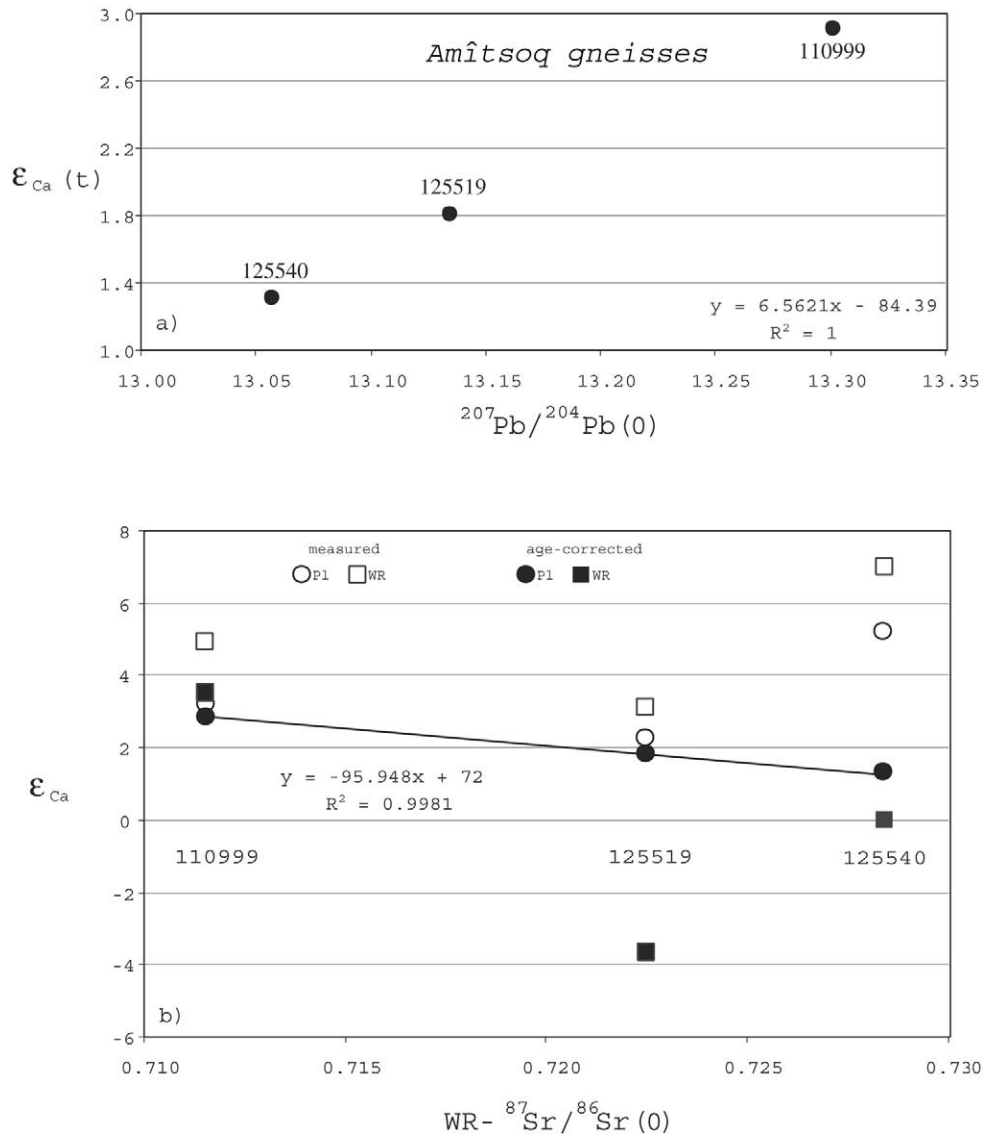 3.0
Amîtsoq gneisses
110999
2.6
2.2
εCa (t)
125519
1.8
125540
1.4
y = 6.5621x - 84.39
a)
R² = 1
1.0
13.00 13.05 13.10 13.15 13.20 13.25 13.30 13.35
²⁰⁷Pb/²⁰⁴Pb(0)
8
measured age-corrected
Pl WR Pl WR
6
4
2
y = -95.948x + 72
εCa
R² = 0.9981
0
110999 125519 125540
-2
-4
b)
-6
0.710 0.715 0.720 0.725 0.730
WR- ⁸⁷Sr/⁸⁶Sr(0)